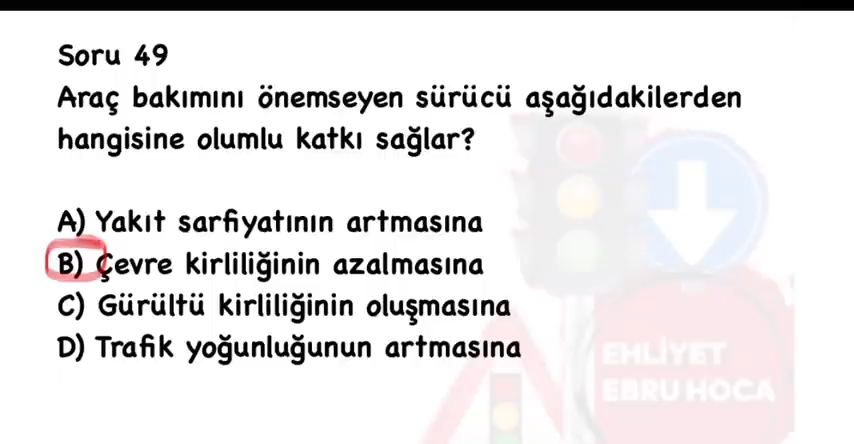 Soru 49
Araç bakımını önemseyen sürücü aşağıdakilerden
hangisine olumlu katkı sağlar?
A) Yakıt sarfiyatının artmasına
B) Çevre kirliliğinin azalmasına
C) Gürültü kirliliğinin oluşmasına
D) Trafik yoğunluğunun artmasına
EHLİYET
EBRU HOCA